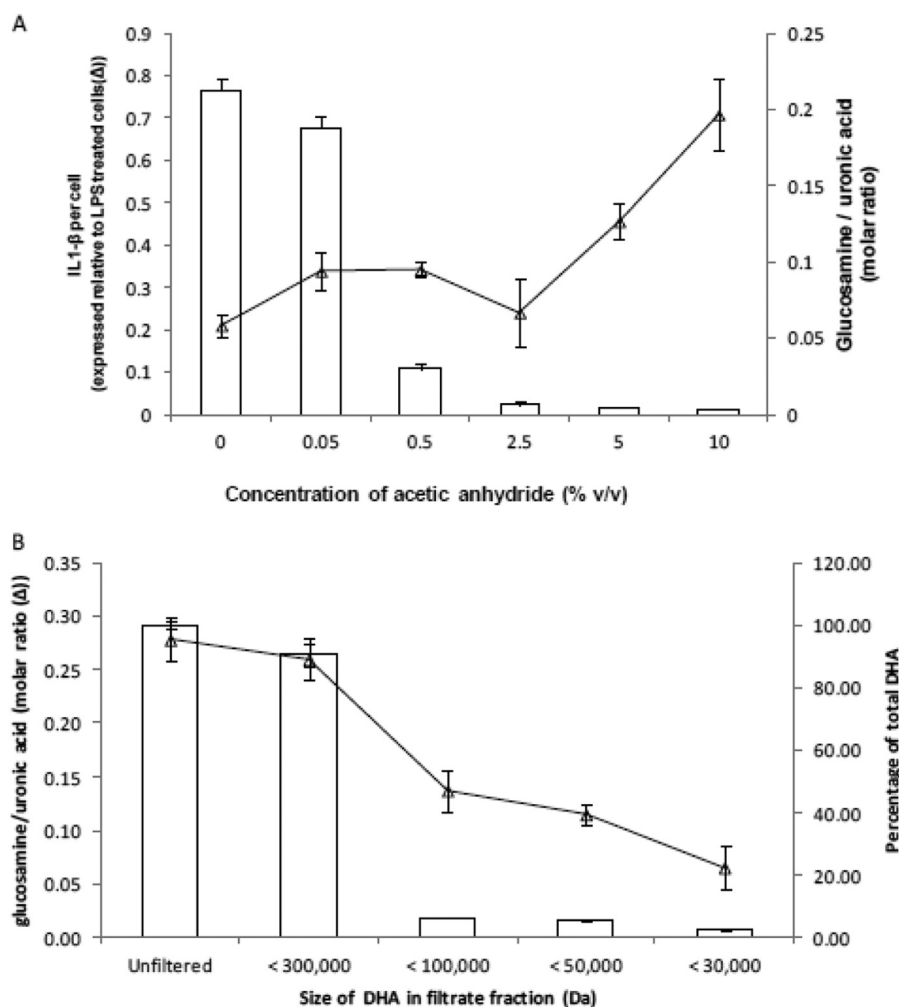 A
IL1-β per cell
(expressed relative to LPS treated cells(Δ))
0.9
0.8
0.7
0.6
0.5
0.4
0.3
0.2
0.1
0
0.25
0.2
0.15
0.1
0.05
0
Glucosamine / uronic acid
(molar ratio)
0 0.05 0.5 2.5 5 10
Concentration of acetic anhydride (% v/v)
B
glucosamine/uronic acid (molar ratio (Δ))
0.35
0.30
0.25
0.20
0.15
0.10
0.05
0.00
120.00
100.00
80.00
60.00
40.00
20.00
0.00
Percentage of total DHA
Unfiltered <300,000 <100,000 <50,000 <30,000
Size of DHA in filtrate fraction (Da)